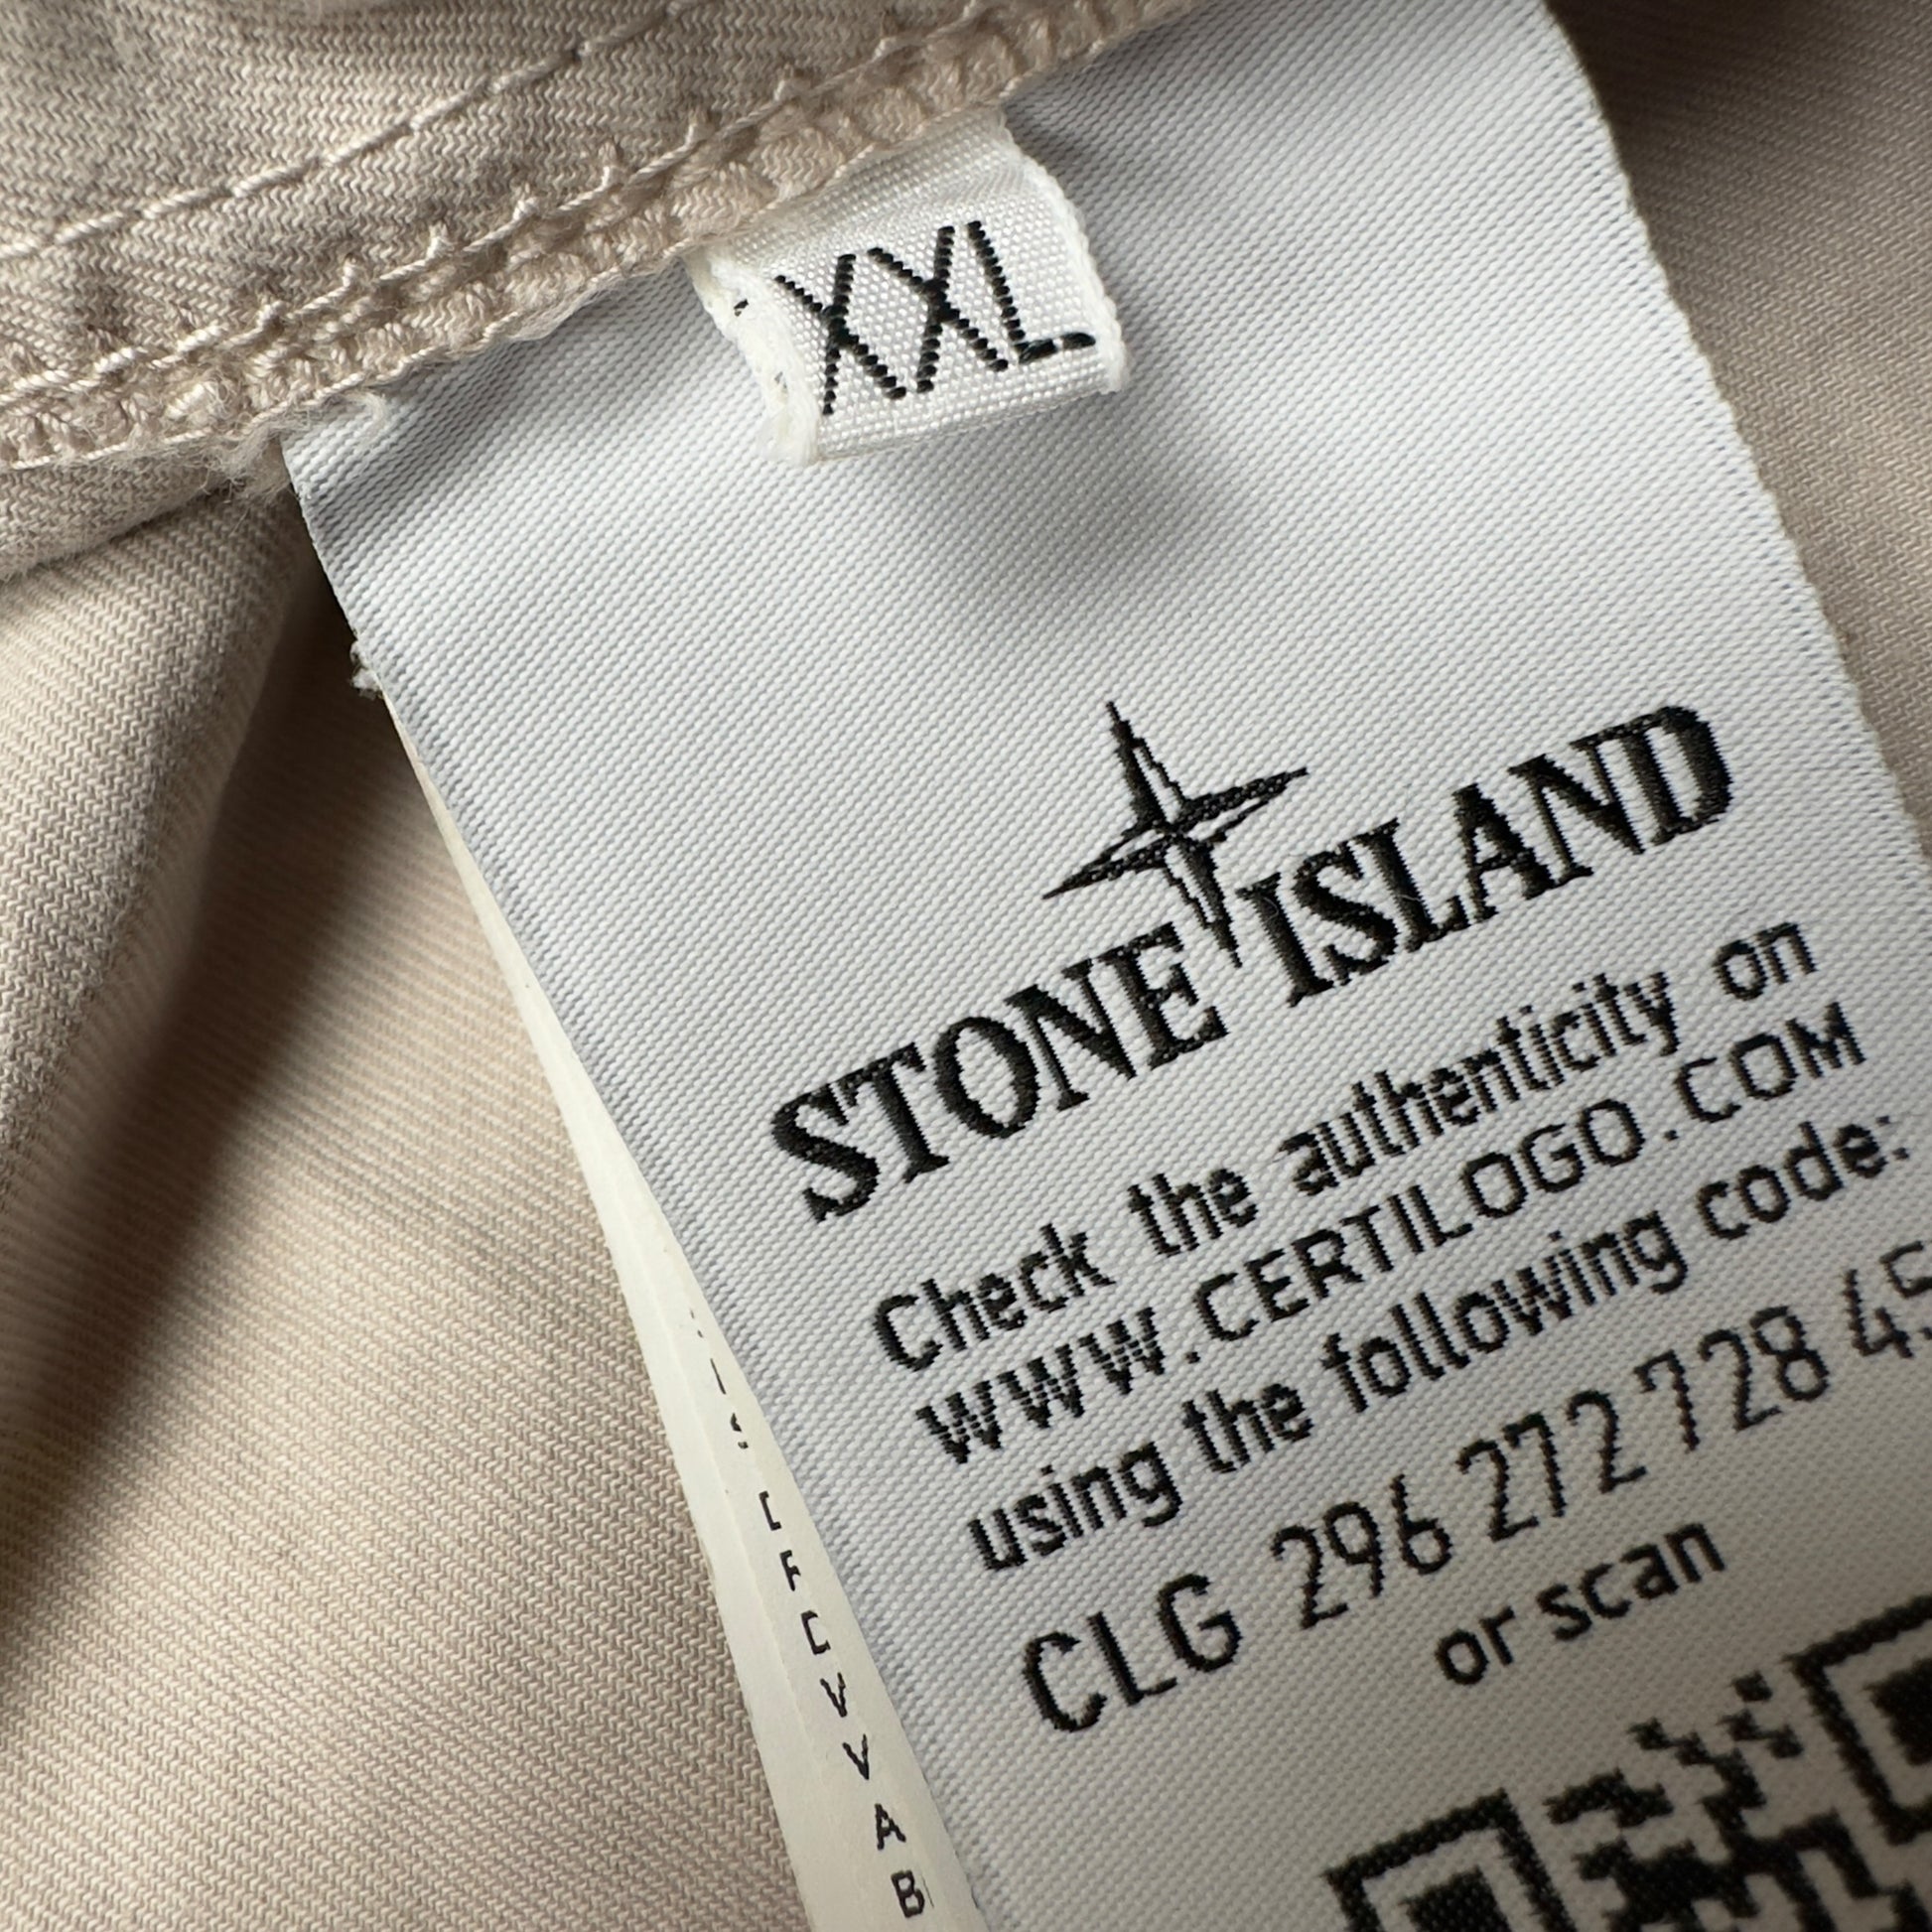 XXL
STONE ISLAND
Check the authenticity on
WWW.CERTILOGO.COM
using the following code:
CLG 296 272 728 45
or scan
A
B